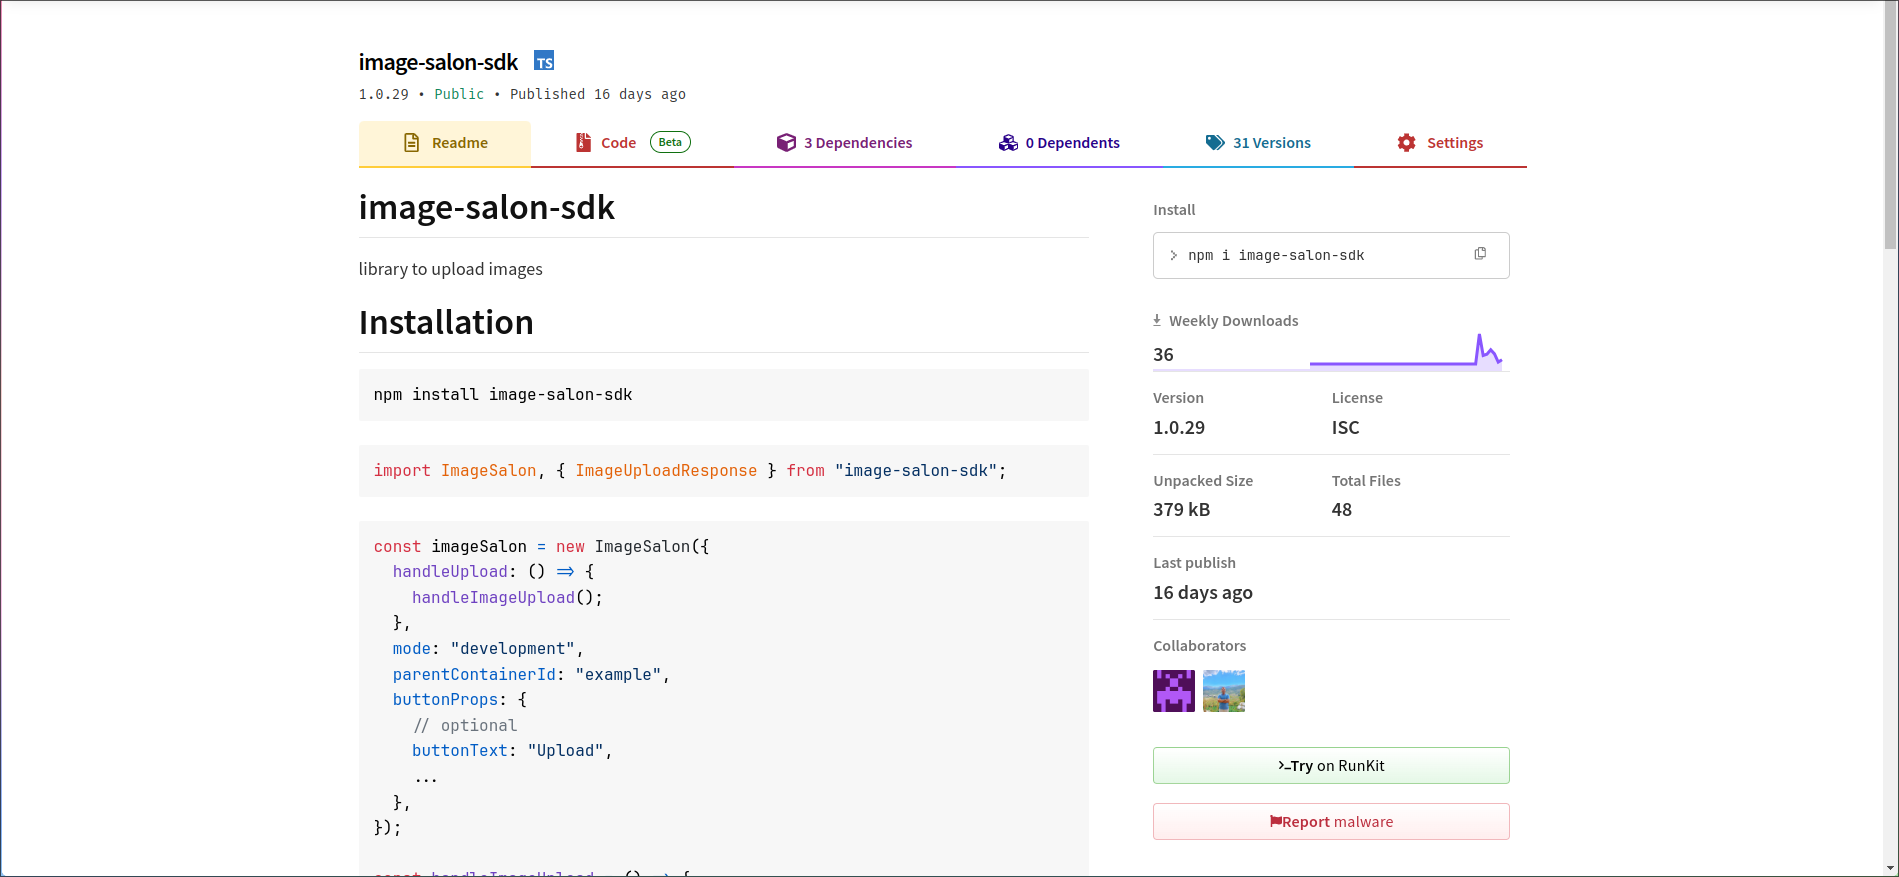 image-salon-sdk TS
1.0.29 • Public • Published 16 days ago
Readme
Code Beta
3 Dependencies
0 Dependents
31 Versions
Settings
image-salon-sdk
library to upload images
Installation
npm install image-salon-sdk
import ImageSalon, { ImageUploadResponse } from "image-salon-sdk";
const imageSalon = new ImageSalon({
handleUpload: () => {
handleImageUpload();
},
mode: "development",
parentContainerId: "example",
buttonProps: {
// optional
buttonText: "Upload",
...
},
});
const handleImageUpload = () => {
Install
> npm i image-salon-sdk
Weekly Downloads
36
Version
1.0.29
License
ISC
Unpacked Size
379 kB
Total Files
48
Last publish
16 days ago
Collaborators
>_Try on RunKit
Report malware